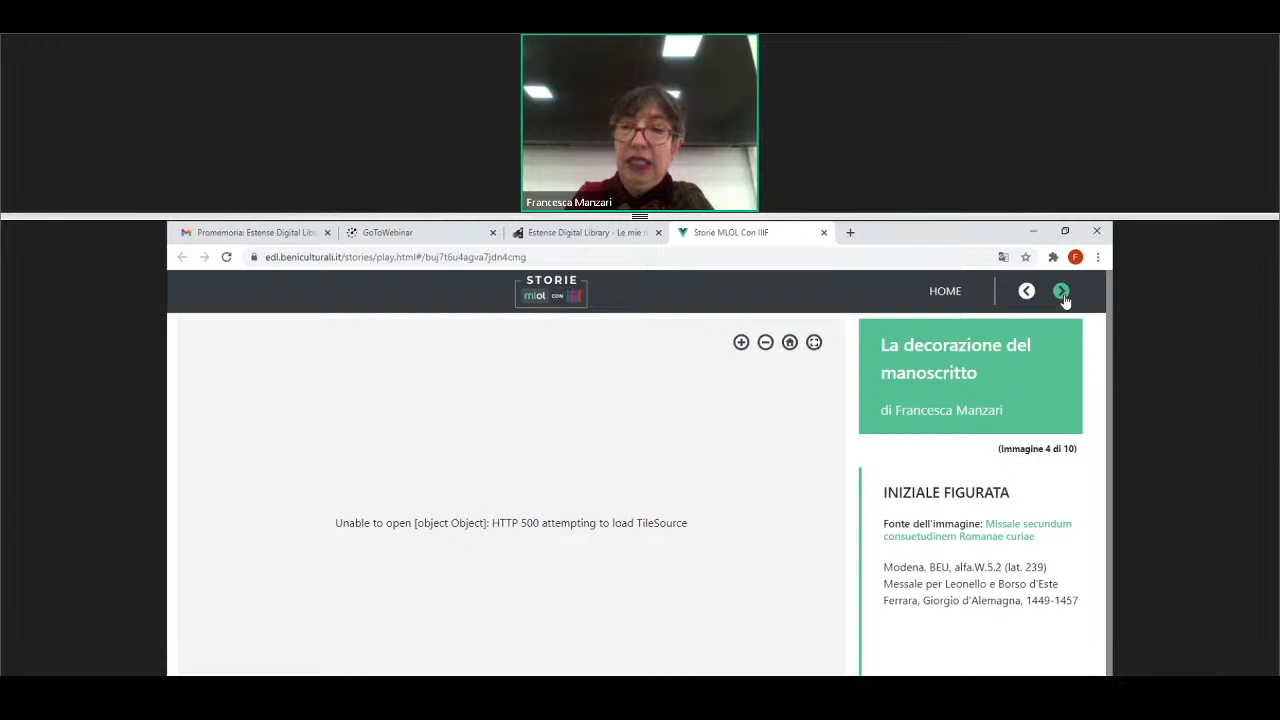 Francesca Manzari
Promemoria: Estense Digital Lib
GoToWebinar
Estense Digital Library - Le mie n
Storie MLOL Con IIIF
edl.beniculturali.it/stories/play.html#/buj7t6u4agva7jdn4cmg
F
STORIE
mlol CON
HOME
La decorazione del
manoscritto
di Francesca Manzari
(Immagine 4 di 10)
Unable to open [object Object]: HTTP 500 attempting to load TileSource
INIZIALE FIGURATA
Fonte dell'immagine: Missale secundum
consuetudinem Romanae curiae
Modena, BEU, alfa.W.5.2 (lat. 239)
Messale per Leonello e Borso d'Este
Ferrara, Giorgio d'Alemagna, 1449-1457